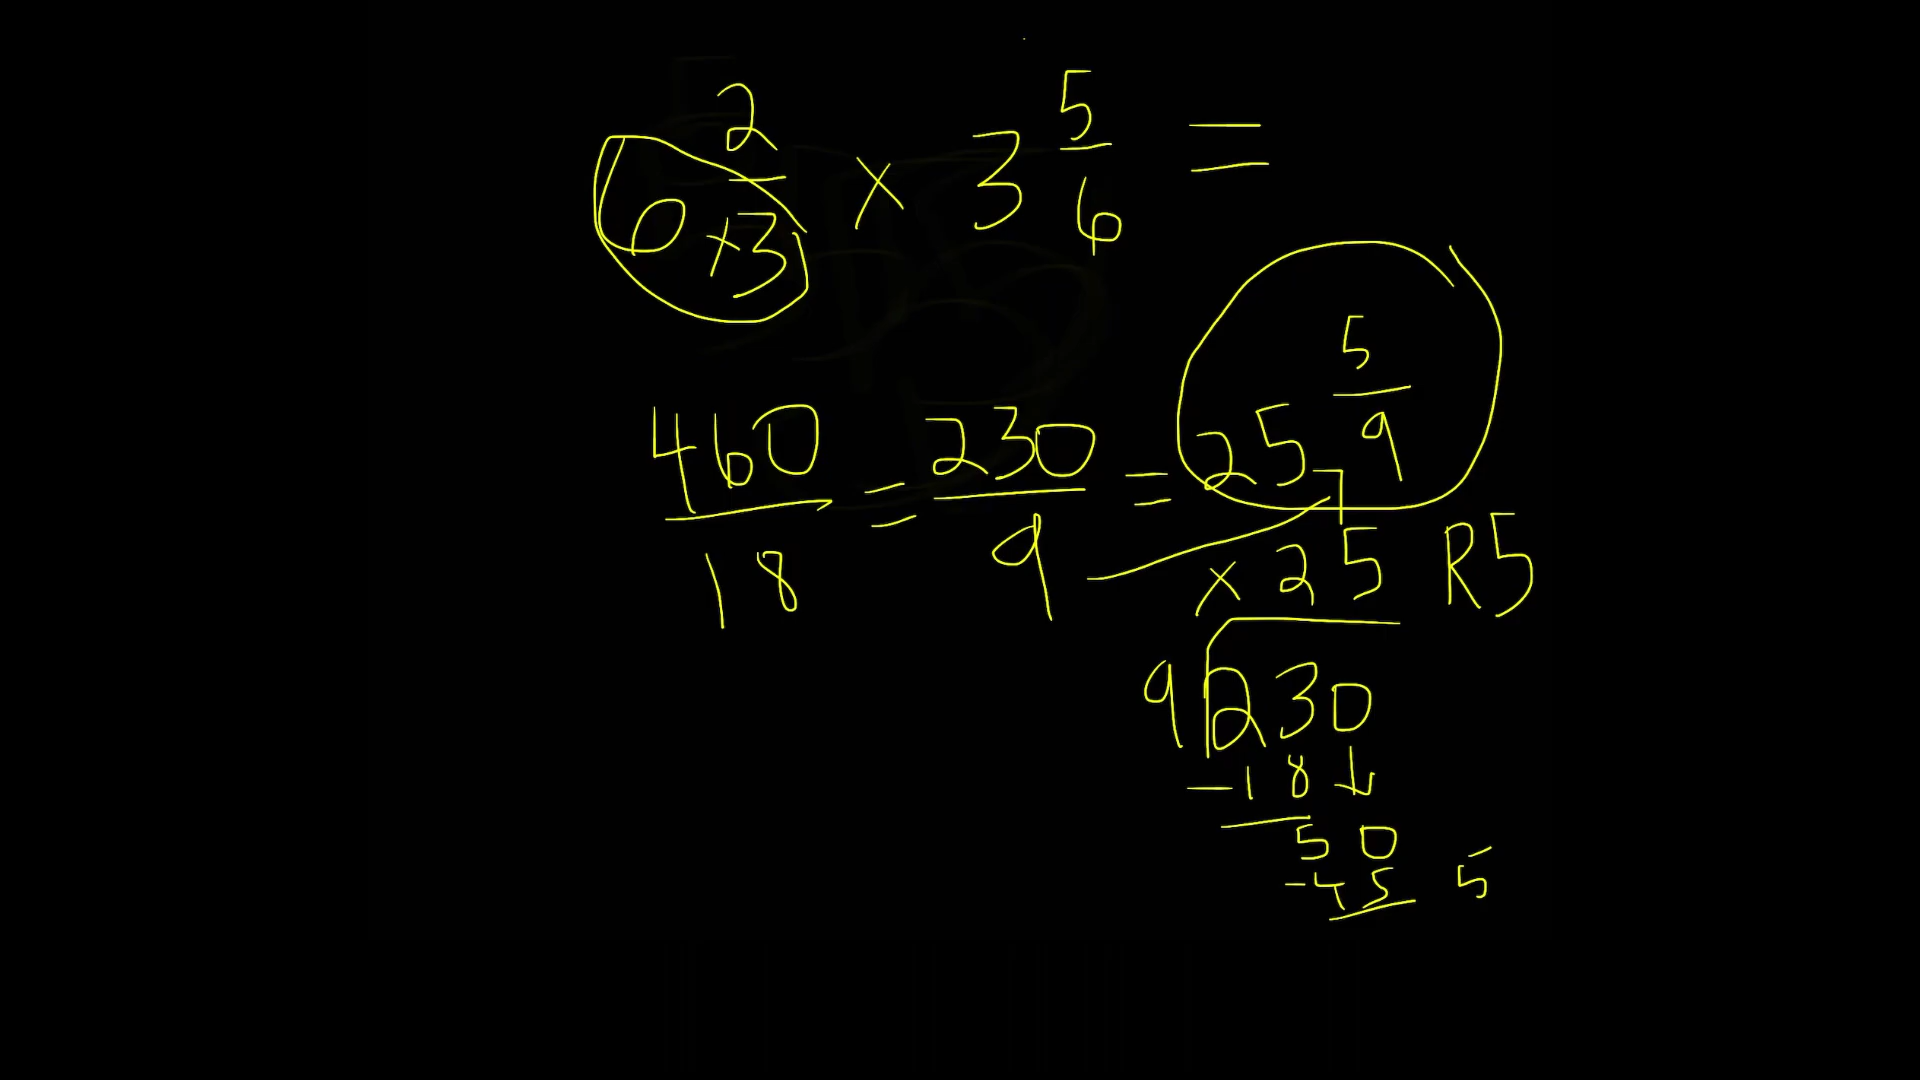 6 2/3 × 3 5/6 =
×
460/18 = 230/9 = 25 5/9
× 25 R5
9 230
- 18
50
- 45 5